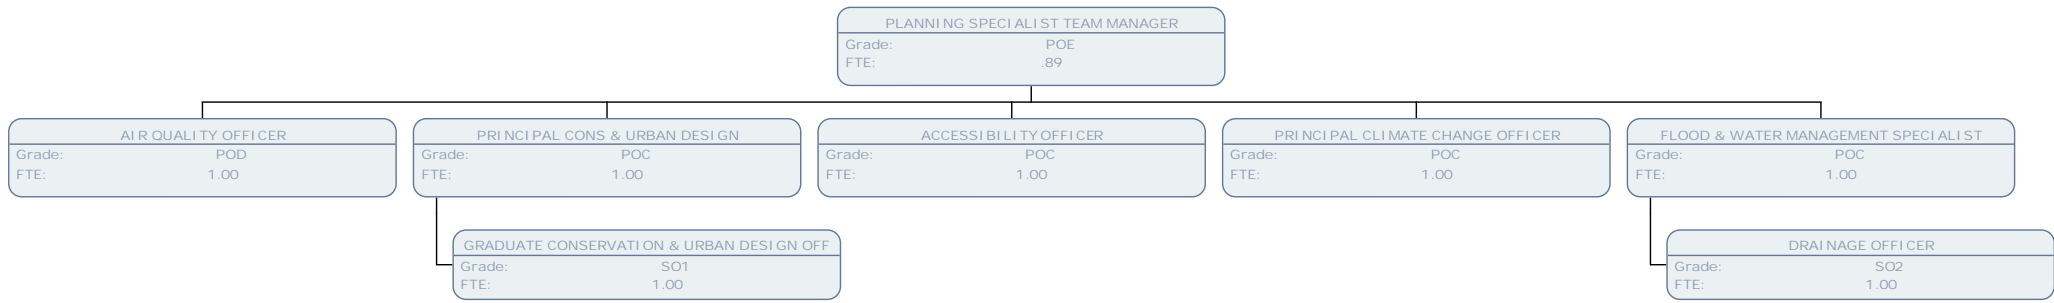 PLANNING SPECIALIST TEAM MANAGER
Grade: POE
FTE: .89
AIR QUALITY OFFICER
Grade: POD
FTE: 1.00
PRINCIPAL CONS & URBAN DESIGN
Grade: POC
FTE: 1.00
ACCESSIBILITY OFFICER
Grade: POC
FTE: 1.00
PRINCIPAL CLIMATE CHANGE OFFICER
Grade: POC
FTE: 1.00
FLOOD & WATER MANAGEMENT SPECIALIST
Grade: POC
FTE: 1.00
GRADUATE CONSERVATION & URBAN DESIGN OFF
Grade: SO1
FTE: 1.00
DRAINAGE OFFICER
Grade: SO2
FTE: 1.00